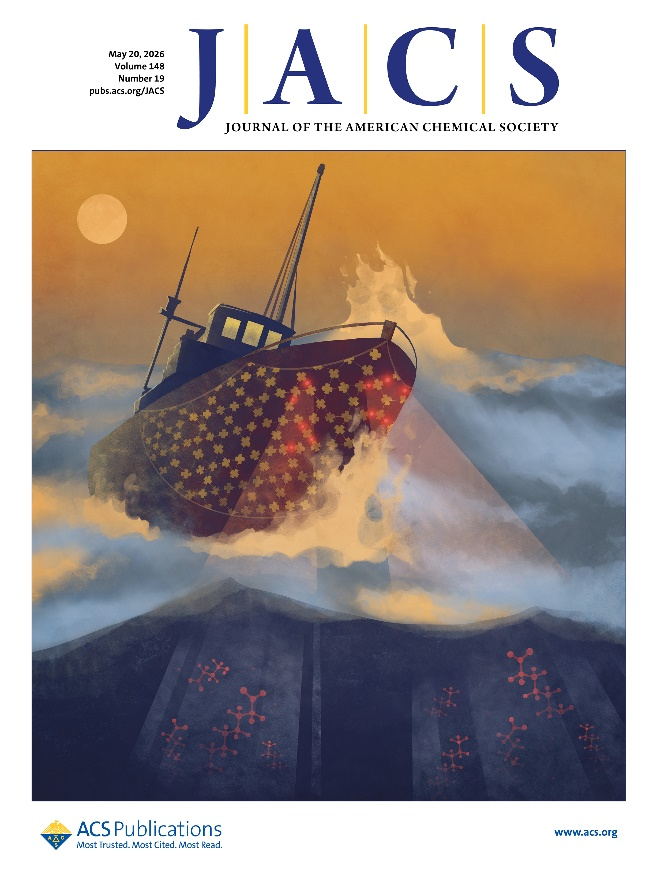 May 20, 2026
Volume 148
Number 19
pubs.acs.org/JACS
JACS
JOURNAL OF THE AMERICAN CHEMICAL SOCIETY
ACS Publications
Most Trusted. Most Cited. Most Read.
www.acs.org